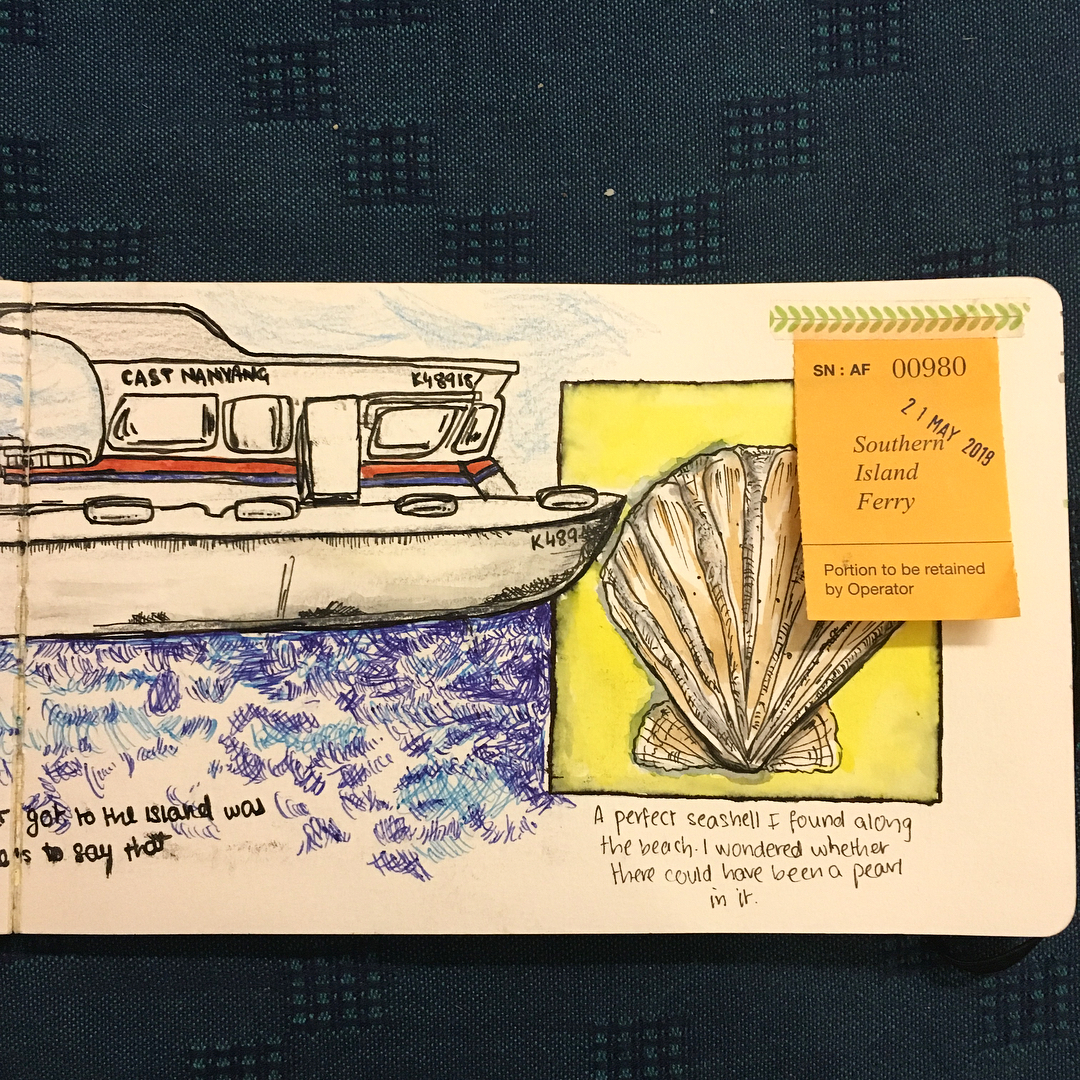 CAST NANYANG
K4891S
K489
got to the island was
to say that
SN : AF 00980
21 MAY 2019
Southern
Island
Ferry
Portion to be retained
by Operator
A perfect seashell I found along
the beach. I wondered whether
there could have been a pearl
in it.